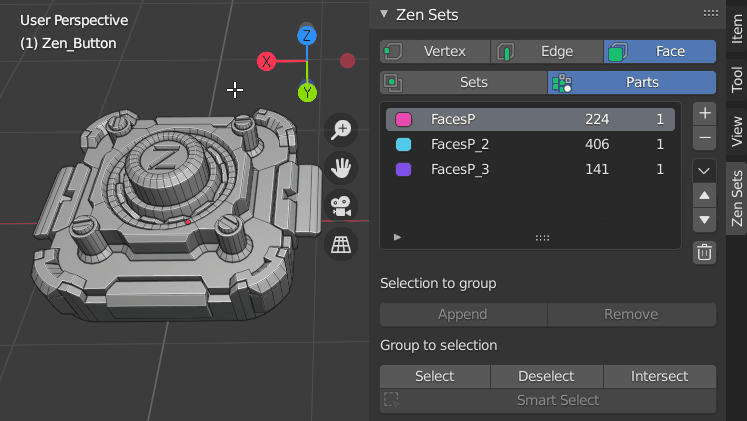 User Perspective
(1) Zen_Button
Z
X
Y
Z
Zen Sets
Vertex Edge Face
Sets Parts
FacesP 224 1
FacesP_2 406 1
FacesP_3 141 1
Selection to group
Append Remove
Group to selection
Select Deselect Intersect
Smart Select
Item
Tool
View
Zen Sets